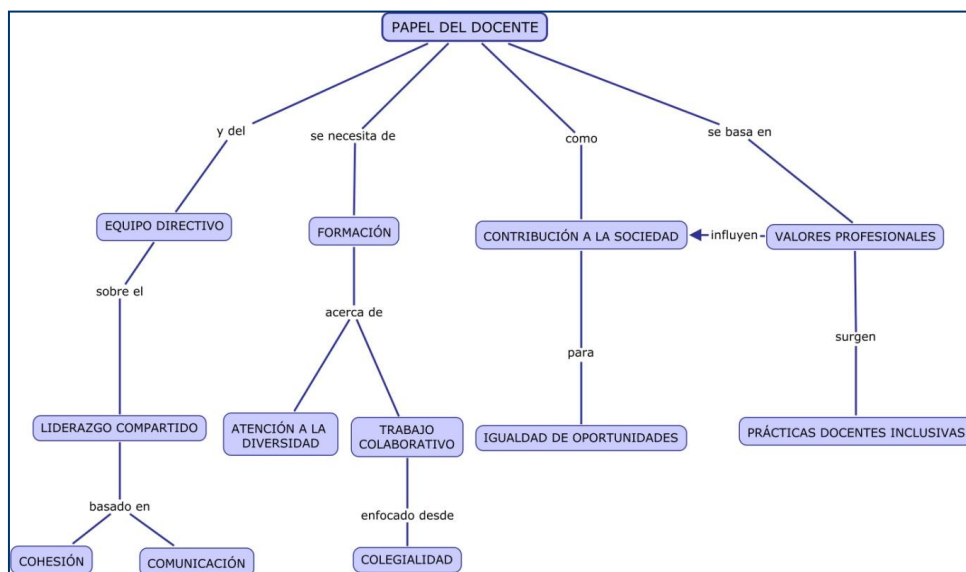 PAPEL DEL DOCENTE
y del
se necesita de
como
se basa en
EQUIPO DIRECTIVO
FORMACIÓN
CONTRIBUCIÓN A LA SOCIEDAD
influyen
VALORES PROFESIONALES
sobre el
acerca de
para
surgen
LIDERAZGO COMPARTIDO
ATENCIÓN A LA
DIVERSIDAD
TRABAJO
COLABORATIVO
IGUALDAD DE OPORTUNIDADES
PRÁCTICAS DOCENTES INCLUSIVAS
basado en
enfocado desde
COHESIÓN
COMUNICACIÓN
COLEGIALIDAD